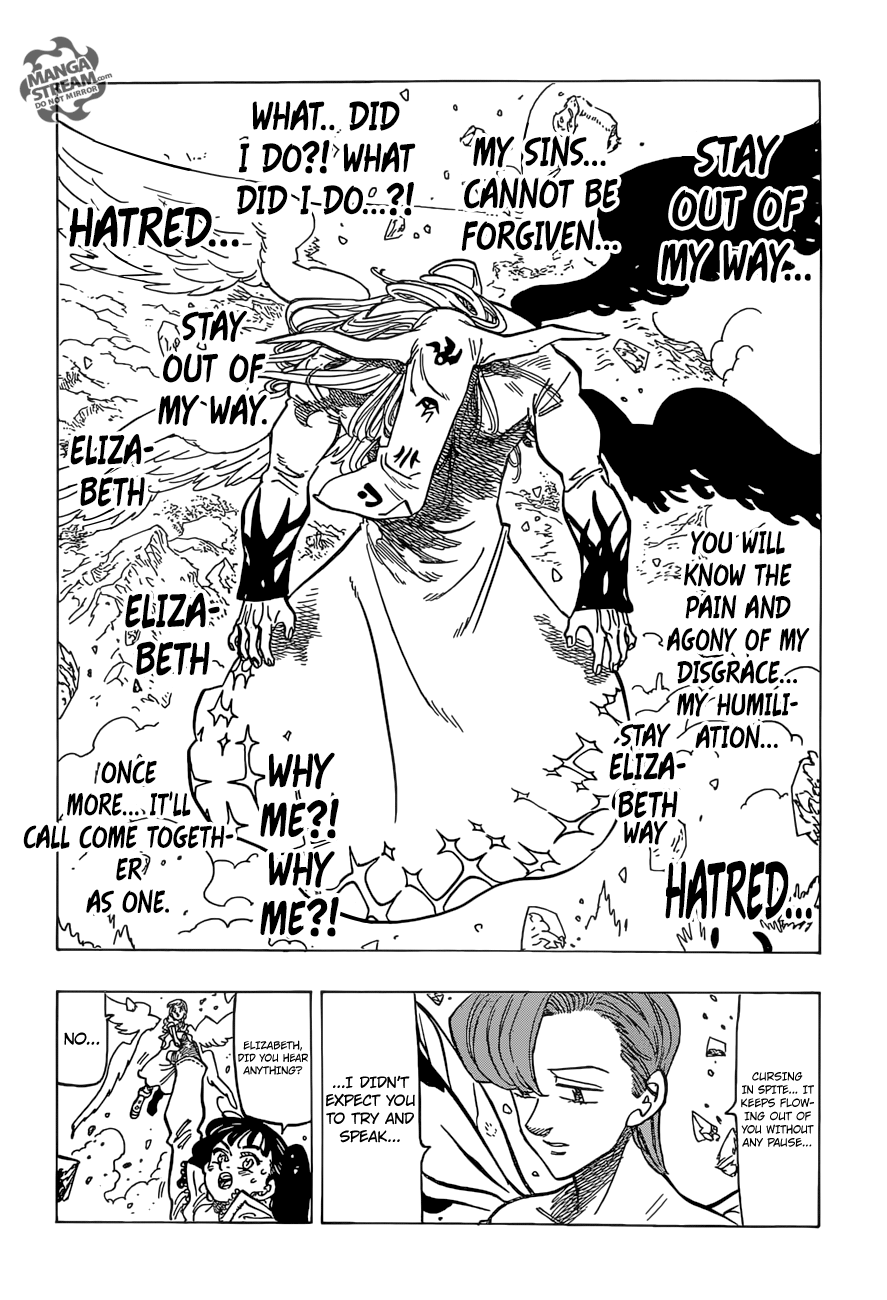 MANGA
STREAM.com
DO NOT MIRROR
WHAT.. DID
I DO?! WHAT
DID I DO...?!
MY SINS...
CANNOT BE
FORGIVEN...
STAY
OUT OF
MY WAY...
HATRED...
STAY
OUT OF
MY WAY.
ELIZA-
BETH
YOU WILL
KNOW THE
PAIN AND
AGONY OF MY
DISGRACE...
MY HUMILI-
ATION...
ELIZA-
BETH
STAY
ELIZA-
BETH
WAY
WHY
ME?!
WHY
ME?!
ONCE
MORE... IT'LL
CALL COME TOGETH-
ER
AS ONE.
HATRED...
NO...
ELIZABETH,
DID YOU HEAR
ANYTHING?
...I DIDN'T
EXPECT YOU
TO TRY AND
SPEAK...
CURSING
IN SPITE... IT
KEEPS FLOW-
ING OUT OF
YOU WITHOUT
ANY PAUSE...